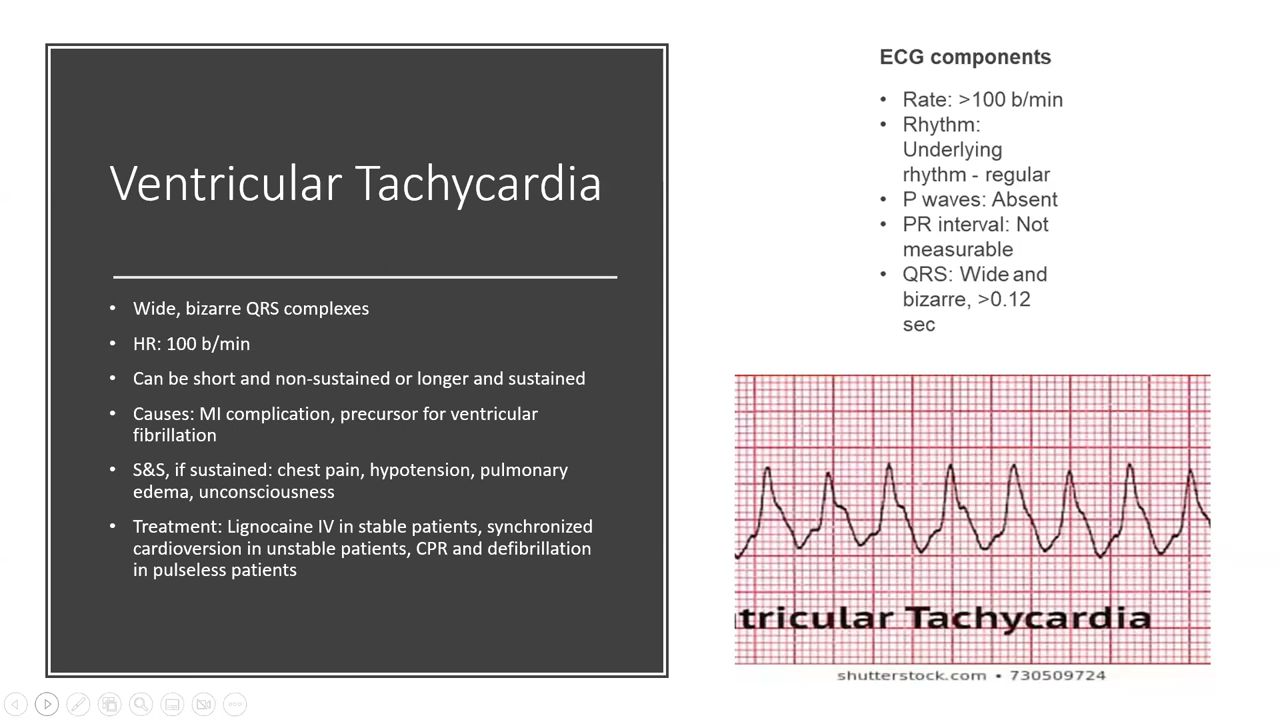 Ventricular Tachycardia
• Wide, bizarre QRS complexes
• HR: 100 b/min
• Can be short and non-sustained or longer and sustained
• Causes: MI complication, precursor for ventricular
fibrillation
• S&S, if sustained: chest pain, hypotension, pulmonary
edema, unconsciousness
• Treatment: Lignocaine IV in stable patients, synchronized
cardioversion in unstable patients, CPR and defibrillation
in pulseless patients
ECG components
• Rate: >100 b/min
• Rhythm:
Underlying
rhythm - regular
• P waves: Absent
• PR interval: Not
measurable
• QRS: Wide and
bizarre, >0.12
sec
tricular Tachycardia
shutterstock.com • 730509724